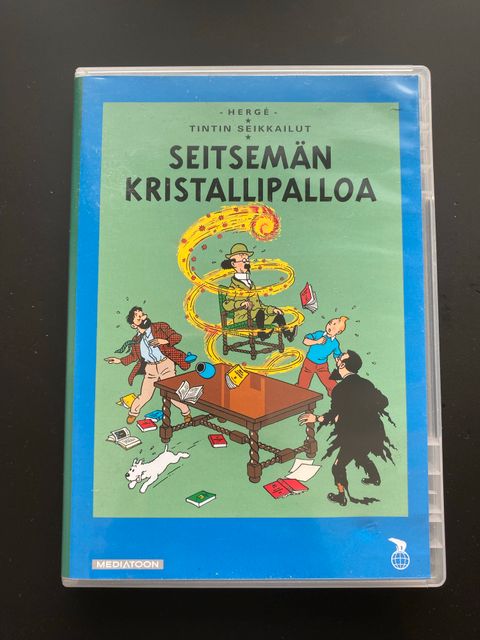 - HERGÉ -
TINTIN SEIKKAILUT
SEITSEMÄN
KRISTALLIPALLOA
MEDIATOON